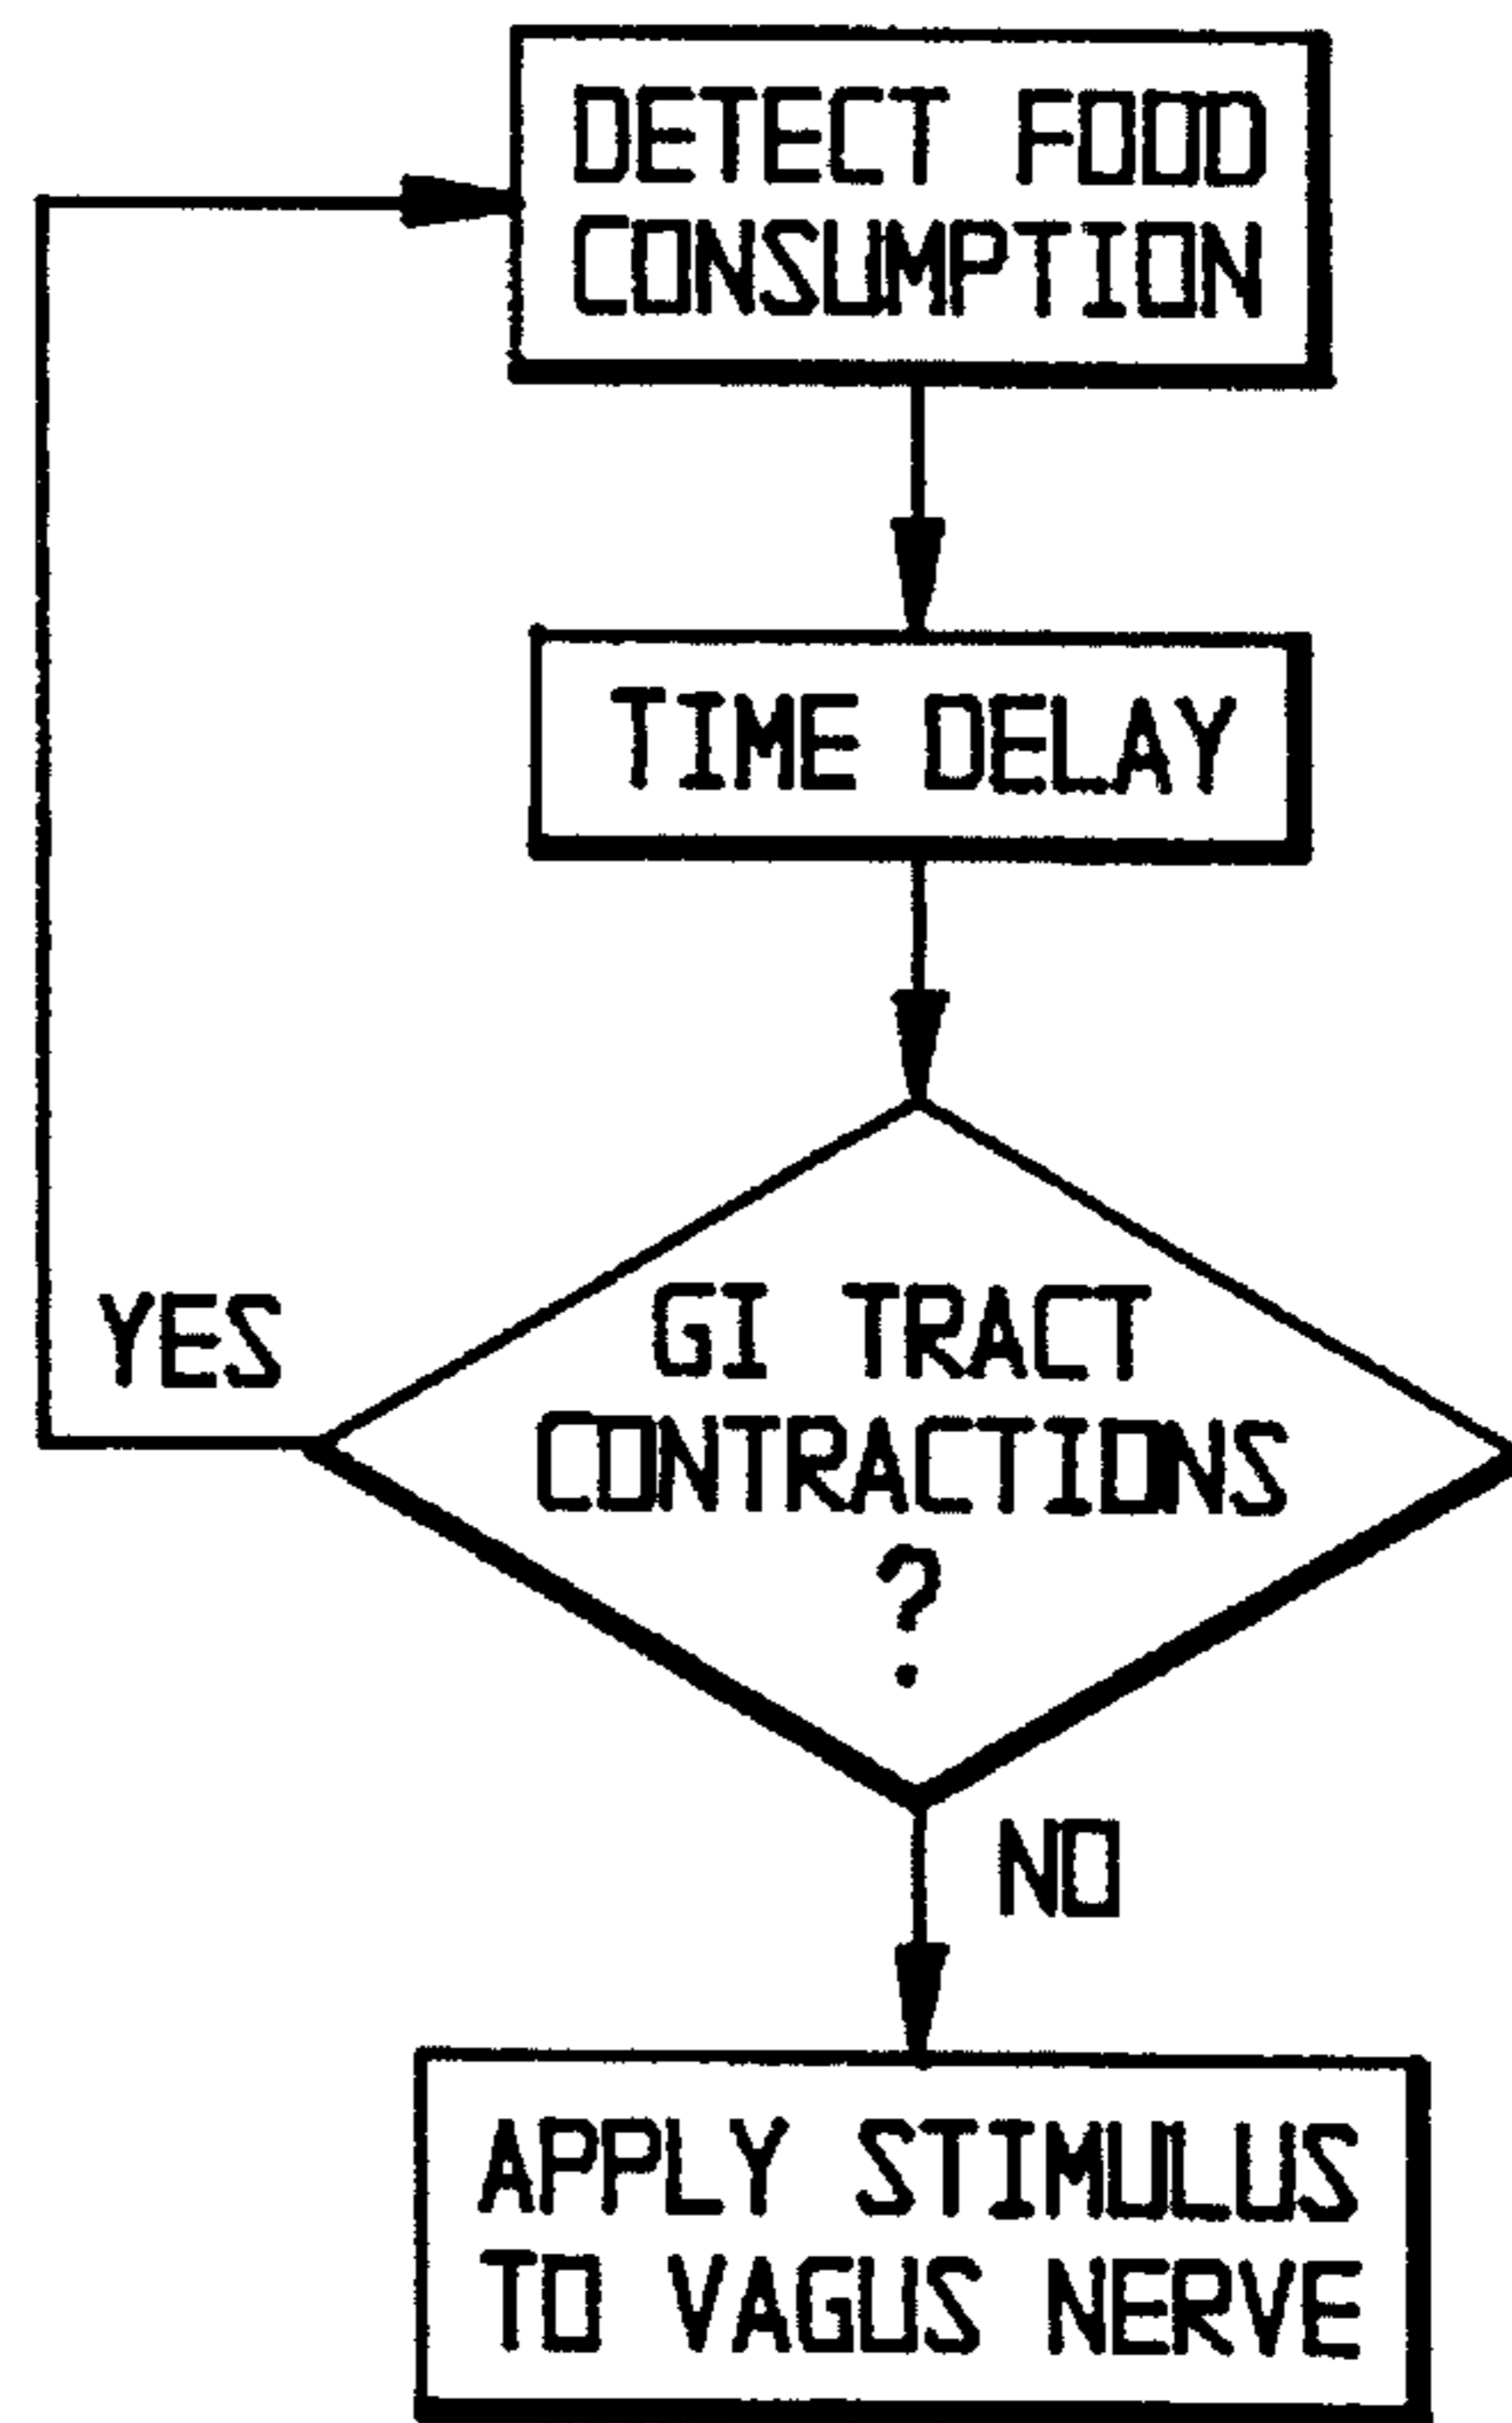 DETECT FOOD
CONSUMPTION
TIME DELAY
YES
GI TRACT
CONTRACTIONS
?
NO
APPLY STIMULUS
TO VAGUS NERVE